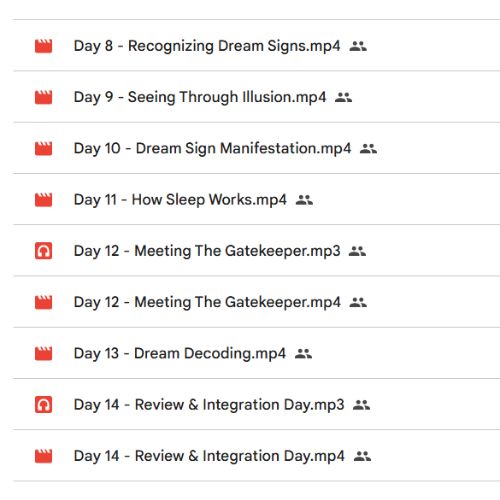 Day 8 - Recognizing Dream Signs.mp4
Day 9 - Seeing Through Illusion.mp4
Day 10 - Dream Sign Manifestation.mp4
Day 11 - How Sleep Works.mp4
Day 12 - Meeting The Gatekeeper.mp3
Day 12 - Meeting The Gatekeeper.mp4
Day 13 - Dream Decoding.mp4
Day 14 - Review & Integration Day.mp3
Day 14 - Review & Integration Day.mp4